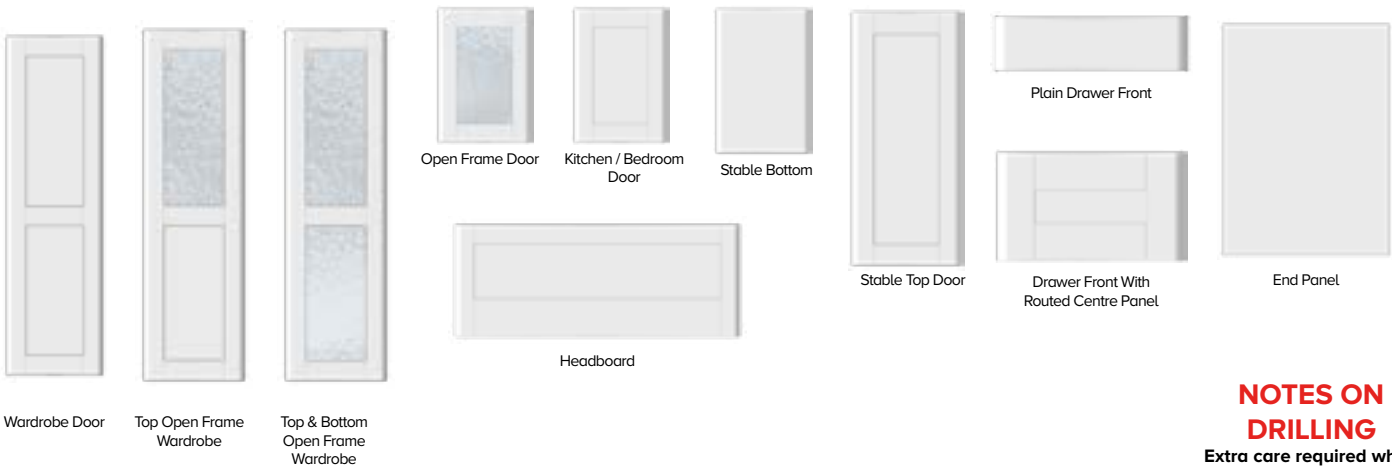 Plain Drawer Front
Open Frame Door
Kitchen / Bedroom
Door
Stable Bottom
Stable Top Door
Drawer Front With
Routed Centre Panel
End Panel
Headboard
Wardrobe Door
Top Open Frame
Wardrobe
Top & Bottom
Open Frame
Wardrobe
NOTES ON
DRILLING
Extra care required wh